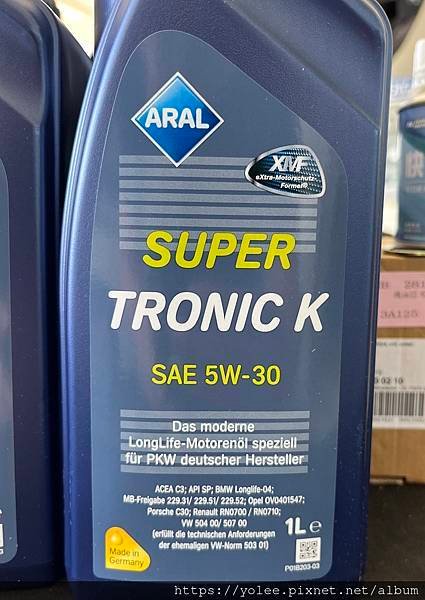 ARAL
XMF
eXtra-Motorschutz-
Formel®
SUPER
TRONIC K
SAE 5W-30
Das moderne
LongLife-Motorenöl speziell
für PKW deutscher Hersteller
ACEA C3; API SP; BMW Longlife-04;
MB-Freigabe 229.31/ 229.51/ 229.52; Opel OV0401547;
Porsche C30; Renault RN0700 / RN0710;
VW 504 00/ 507 00
(erfüllt die technischen Anforderungen
der ehemaligen VW-Norm 503 01)
1L e
Made in
Germany
P01B203-03
3A125
https://yolee.pixnet.net/album